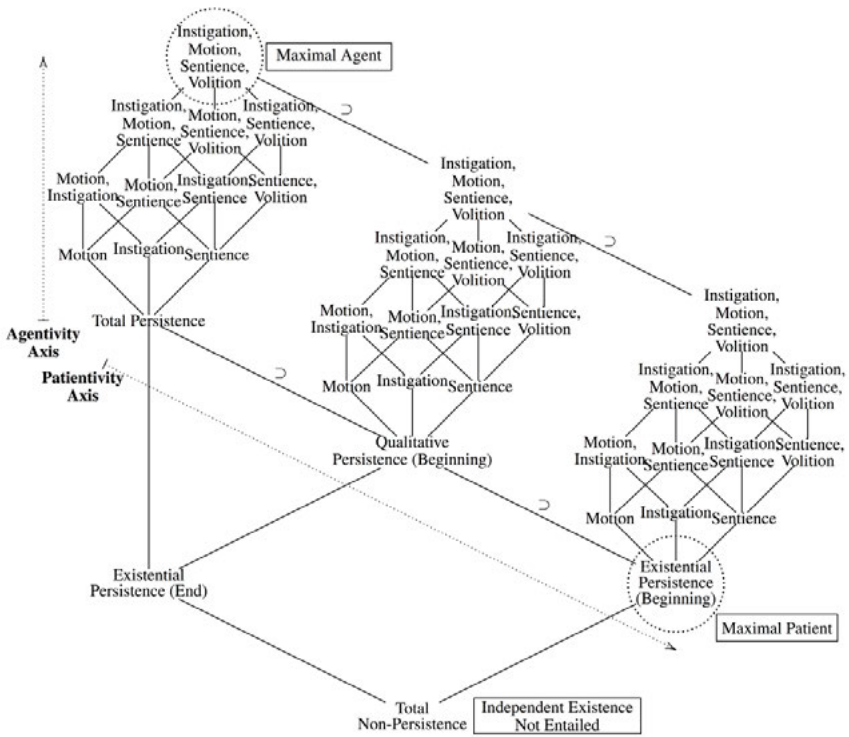 Instigation,
Motion,
Sentience,
Volition
Maximal Agent
Instigation,
Motion,
Sentience
Motion,
Sentience,
Volition
Instigation,
Sentience,
Volition
⊃
Motion,
Instigation
Motion,
Sentience
Instigation
Sentience
Sentience,
Volition
Motion
Instigation
Sentience
Total Persistence
Agentivity
Axis
Patientivity
Axis
Instigation,
Motion,
Sentience,
Volition
⊃
Instigation,
Motion,
Sentience
Motion,
Sentience,
Volition
Instigation,
Sentience,
Volition
Motion,
Instigation
Motion,
Sentience
Instigation
Sentience
Sentience,
Volition
Motion
Instigation
Sentience
⊃
Qualitative
Persistence (Beginning)
Instigation,
Motion,
Sentience,
Volition
Instigation,
Motion,
Sentience
Motion,
Sentience,
Volition
Instigation,
Sentience,
Volition
Motion,
Instigation
Motion,
Sentience
Instigation
Sentience
Sentience,
Volition
Motion
Instigation
Sentience
⊃
Existential
Persistence (End)
Existential
Persistence
(Beginning)
Maximal Patient
Total
Non-Persistence
Independent Existence
Not Entailed